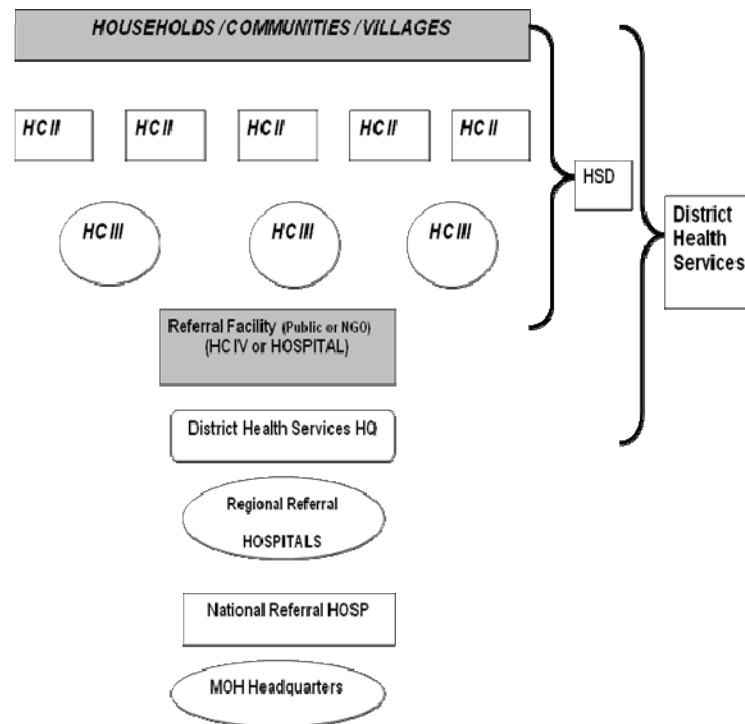 HOUSEHOLDS / COMMUNITIES / VILLAGES
HC II HC II HC II HC II HC II
HSD
District
Health
Services
HC III HC III HC III
Referral Facility (Public or NGO)
(HC IV or HOSPITAL)
District Health Services HQ
Regional Referral
HOSPITALS
National Referral HOSP
MOH Headquarters